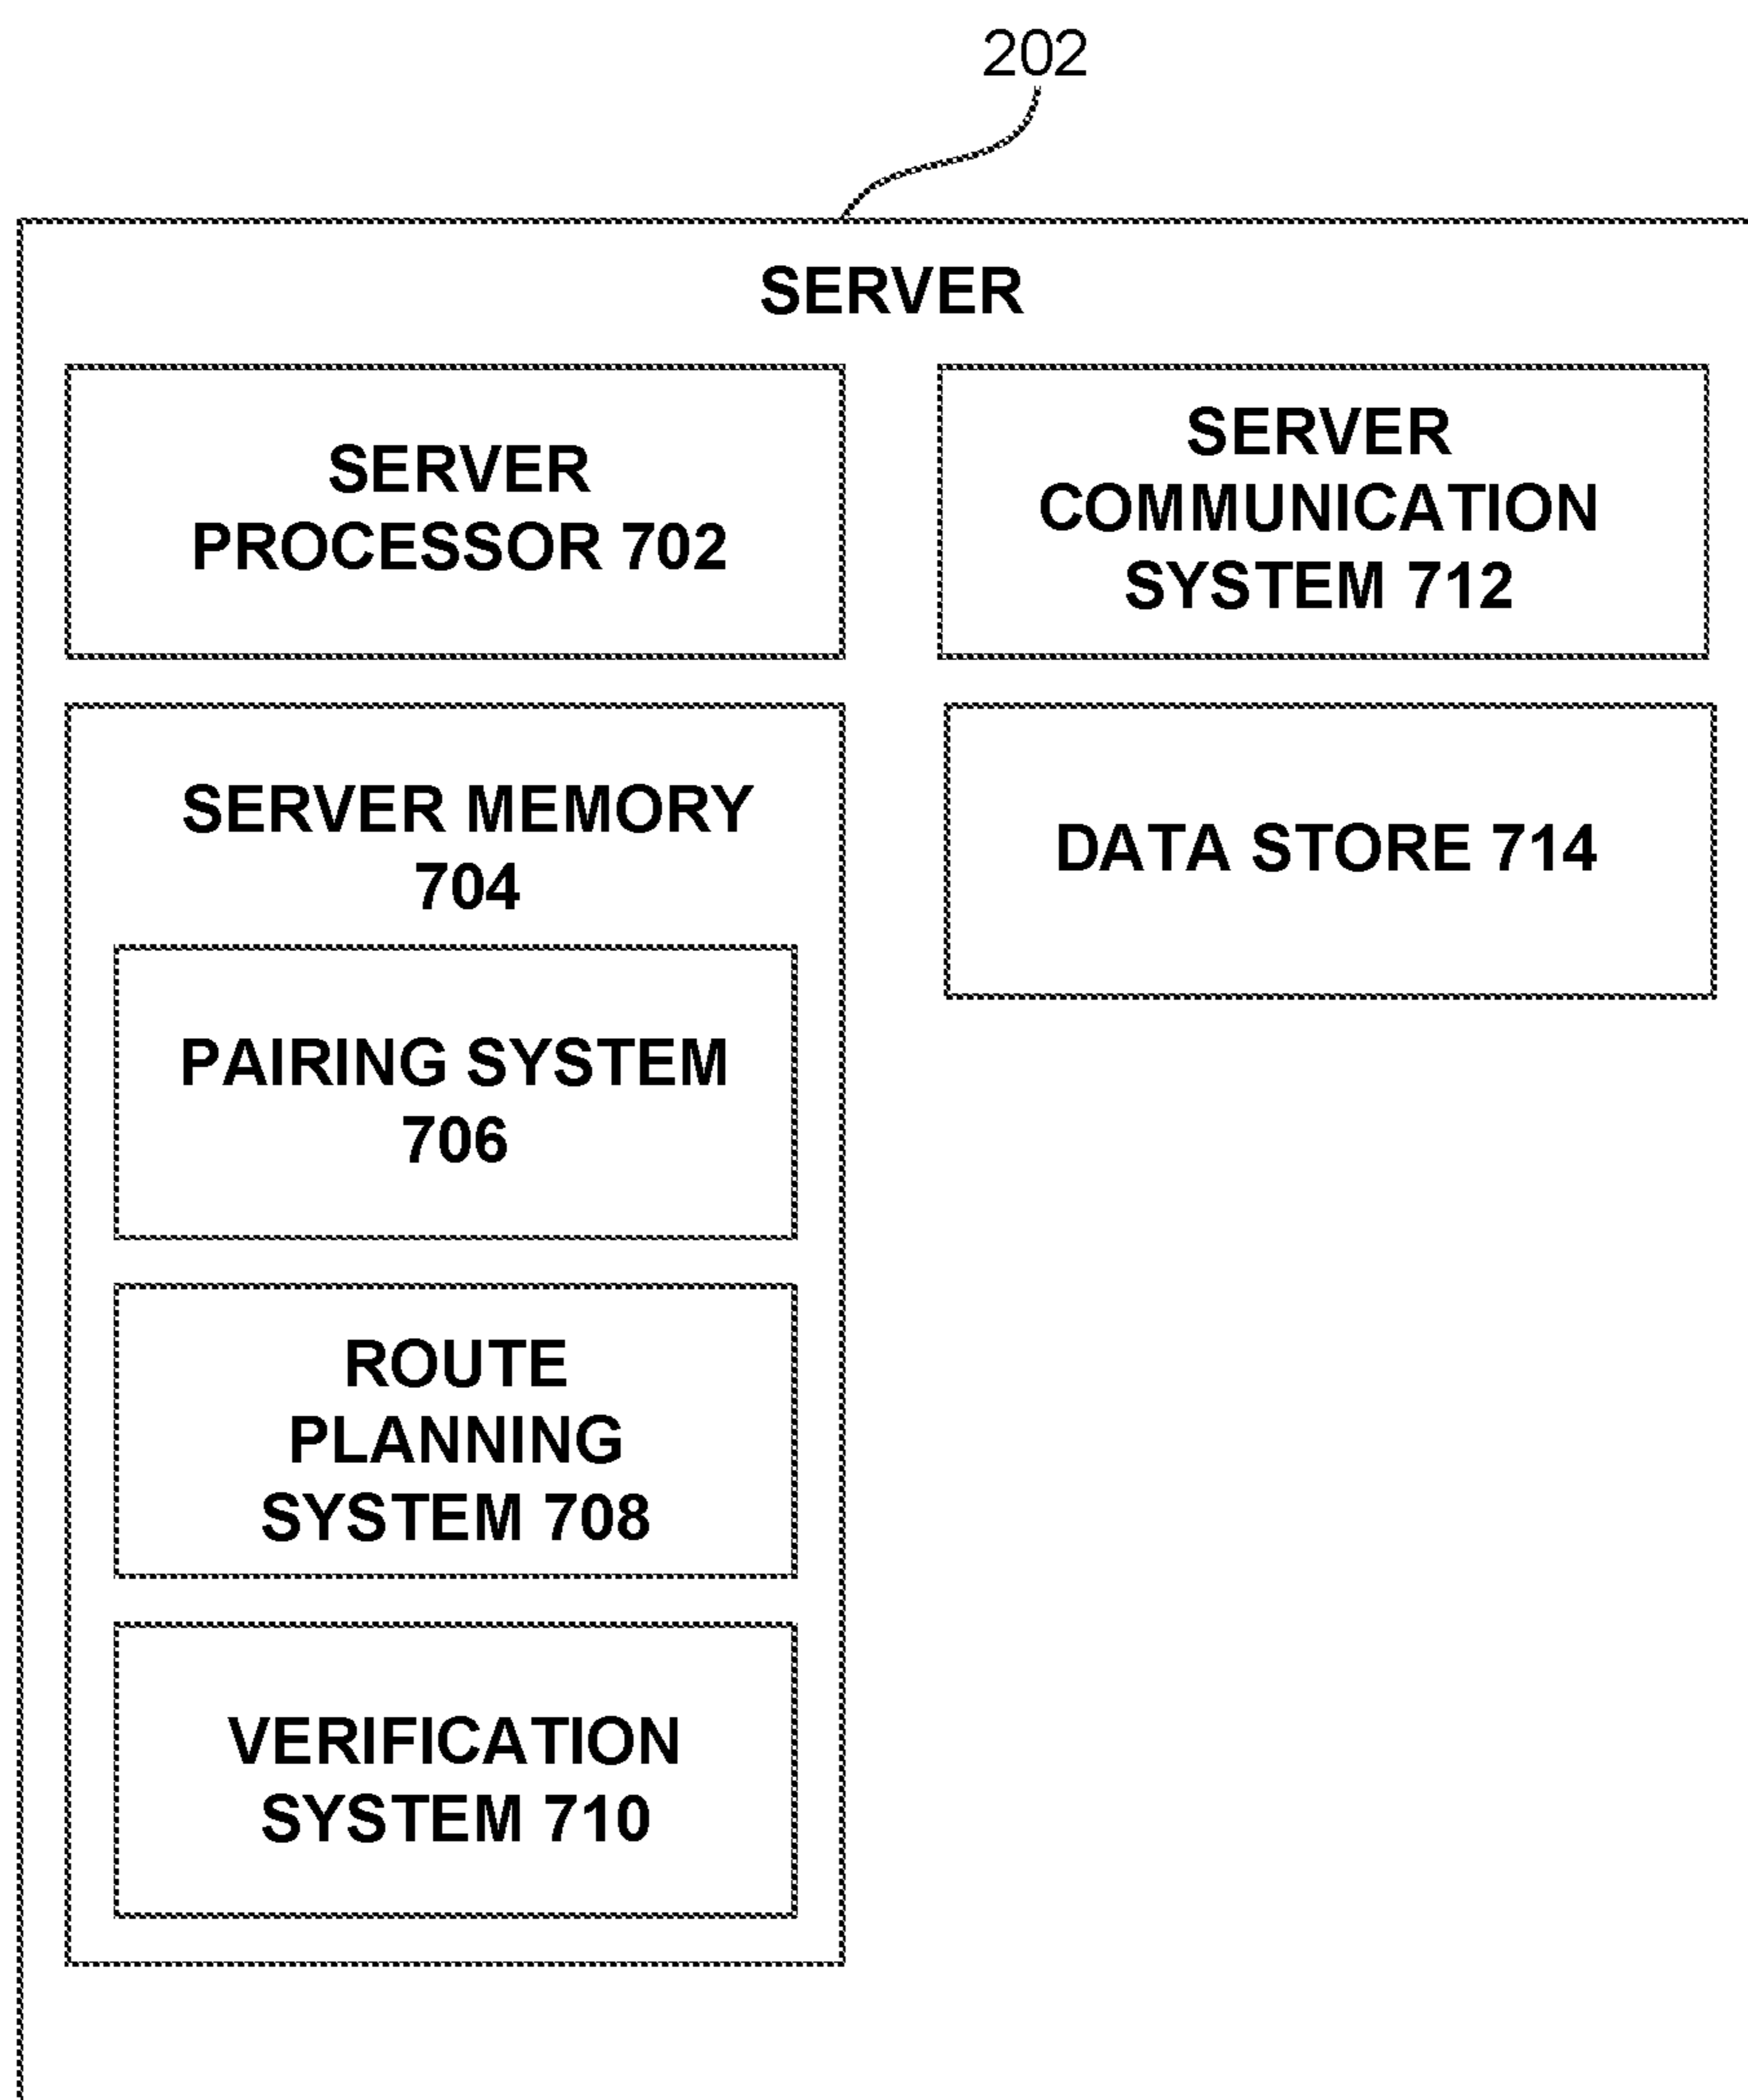 202
SERVER
SERVER
PROCESSOR 702
SERVER
COMMUNICATION
SYSTEM 712
SERVER MEMORY
704
DATA STORE 714
PAIRING SYSTEM
706
ROUTE
PLANNING
SYSTEM 708
VERIFICATION
SYSTEM 710